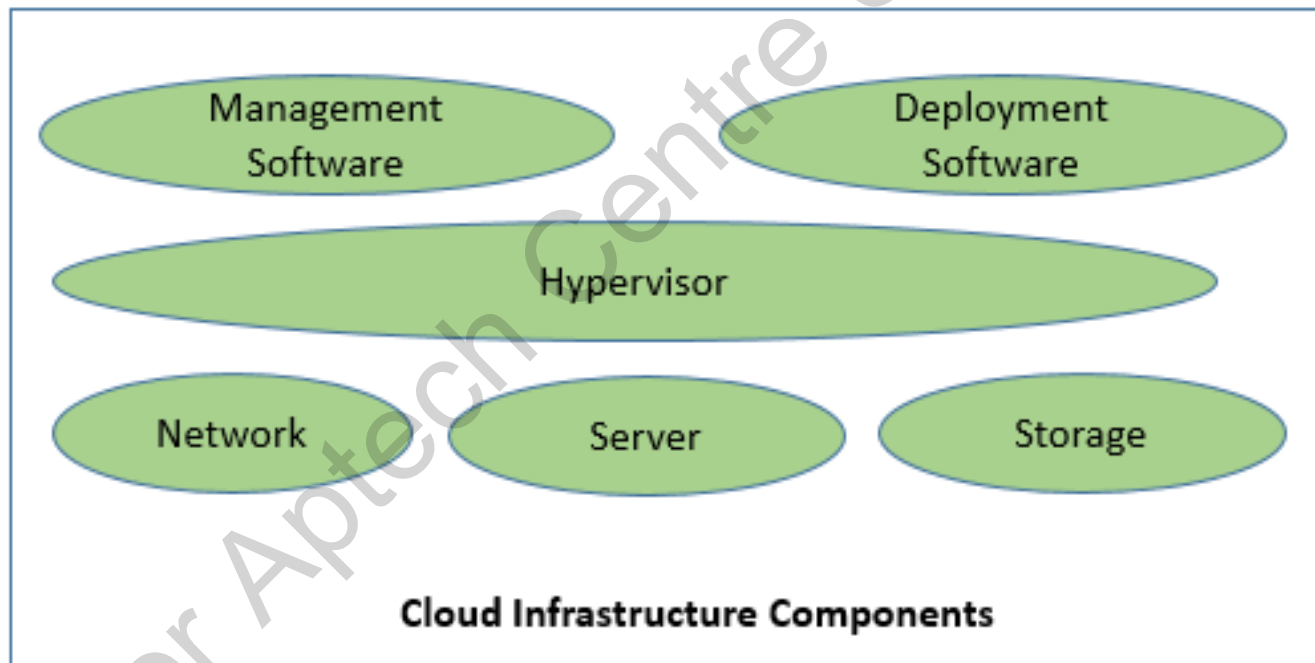 Management
Software
Deployment
Software
Hypervisor
Network
Server
Storage
Cloud Infrastructure Components
Aptech Centre